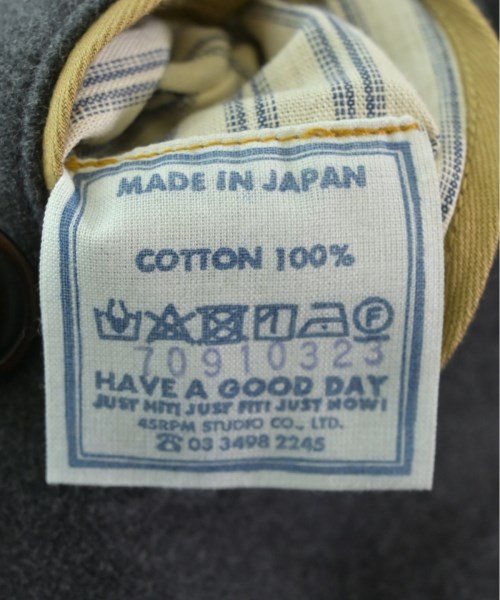 MADE IN JAPAN
COTTON 100%
F
70910323
HAVE A GOOD DAY
JUST HIT! JUST FIT! JUST NOW!
45RPM STUDIO CO., LTD.
☎ 03 3498 2245